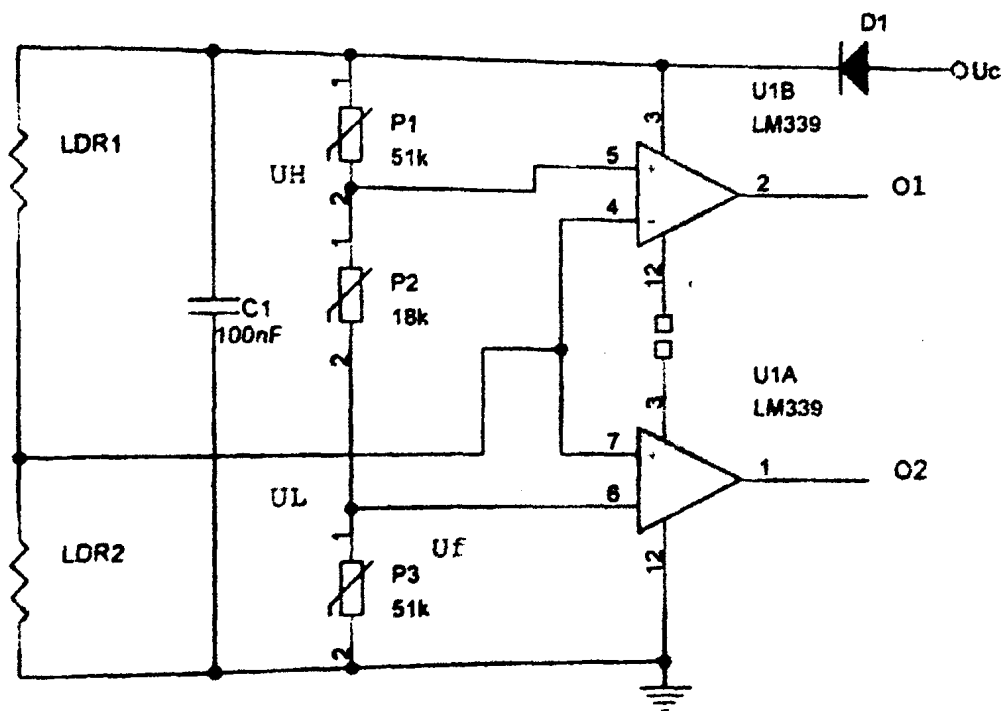 D1
Uc
U1B
LM339
LDR1
1
P1
51k
3
UH
2
5
+
2
O1
4
-
1
P2
18k
12
C1
100nF
2
U1A
LM339
3
7
+
1
O2
UL
6
1
Uf
LDR2
P3
51k
12
2